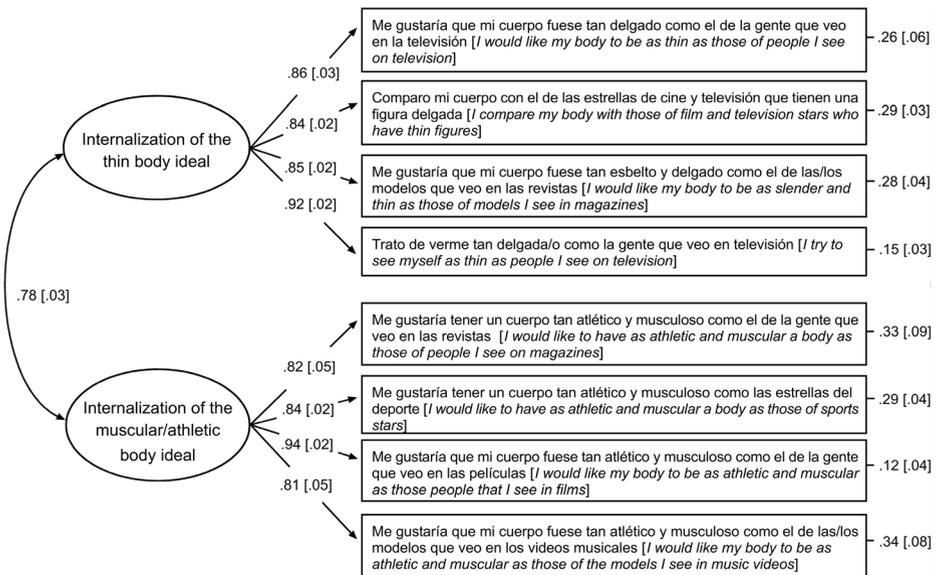 Me gustaría que mi cuerpo fuese tan delgado como el de la gente que veo
en la televisión [I would like my body to be as thin as those of people I see
on television]
.26 [.06]
.86 [.03]
Comparo mi cuerpo con el de las estrellas de cine y televisión que tienen una
figura delgada [I compare my body with those of film and television stars who
have thin figures]
.29 [.03]
.84 [.02]
Internalization of the
thin body ideal
.85 [.02]
Me gustaría que mi cuerpo fuese tan esbelto y delgado como el de las/los
modelos que veo en las revistas [I would like my body to be as slender and
thin as those of models I see in magazines]
.28 [.04]
.92 [.02]
Trato de verme tan delgada/o como la gente que veo en televisión [I try to
see myself as thin as people I see on television]
.15 [.03]
.78 [.03]
Me gustaría tener un cuerpo tan atlético y musculoso como el de la gente que
veo en las revistas [I would like to have as athletic and muscular a body as
those of people I see on magazines]
.33 [.09]
.82 [.05]
Me gustaría tener un cuerpo tan atlético y musculoso como las estrellas del
deporte [I would like to have as athletic and muscular a body as those of sports
stars]
.29 [.04]
.84 [.02]
Internalization of the
muscular/athletic
body ideal
.94 [.02]
Me gustaría que mi cuerpo fuese tan atlético y musculoso como el de la gente
que veo en las películas [I would like my body to be as athletic and muscular
as those people that I see in films]
.12 [.04]
.81 [.05]
Me gustaría que mi cuerpo fuese tan atlético y musculoso como el de las/los
modelos que veo en los videos musicales [I would like my body to be as
athletic and muscular as those of the models I see in music videos]
.34 [.08]